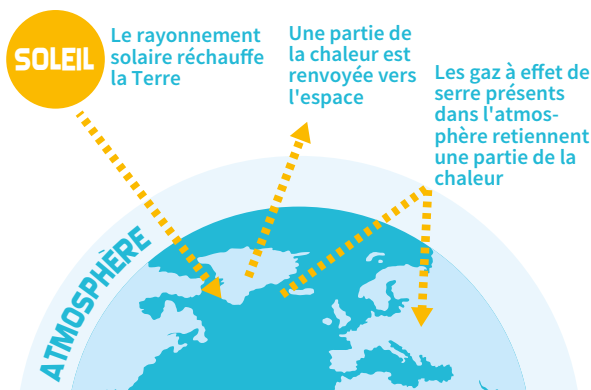 SOLEIL
Le rayonnement
solaire réchauffe
la Terre
Une partie de
la chaleur est
renvoyée vers
l'espace
Les gaz à effet de
serre présents
dans l'atmos-
phère retiennent
une partie de la
chaleur
ATMOSPHÈRE